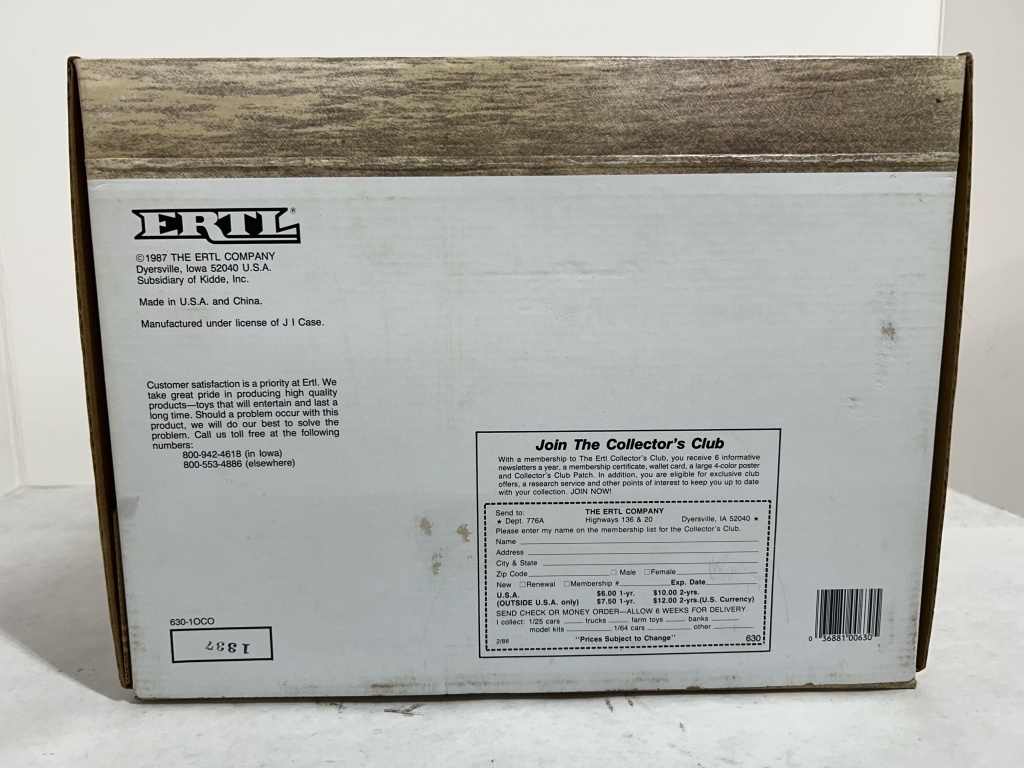 ERTL®
©1987 THE ERTL COMPANY
Dyersville, Iowa 52040 U.S.A.
Subsidiary of Kidde, Inc.
Made in U.S.A. and China.
Manufactured under license of J I Case.
Customer satisfaction is a priority at Ertl. We
take great pride in producing high quality
products—toys that will entertain and last a
long time. Should a problem occur with this
product, we will do our best to solve the
problem. Call us toll free at the following
numbers:
800-942-4618 (in Iowa)
800-553-4886 (elsewhere)
630-1OCO
Join The Collector's Club
With a membership to The Ertl Collector's Club, you receive 6 informative
newsletters a year, a membership certificate, wallet card, a large 4-color poster
and Collector's Club Patch. In addition, you are eligible for exclusive club
offers, a research service and other points of interest to keep you up to date
with your collection. JOIN NOW!
Send to: THE ERTL COMPANY
★ Dept. 776A Highways 136 & 20 Dyersville, IA 52040 ★
Please enter my name on the membership list for the Collector's Club.
Name
Address
City & State
Zip Code □ Male □Female
New □Renewal □Membership # Exp. Date
U.S.A. $6.00 1-yr. $10.00 2-yrs.
(OUTSIDE U.S.A. only) $7.50 1-yr. $12.00 2-yrs.(U.S. Currency)
SEND CHECK OR MONEY ORDER—ALLOW 6 WEEKS FOR DELIVERY.
I collect: 1/25 cars trucks farm toys banks
model kits 1/64 cars other
2/86 "Prices Subject to Change" 630
0 36881"00630